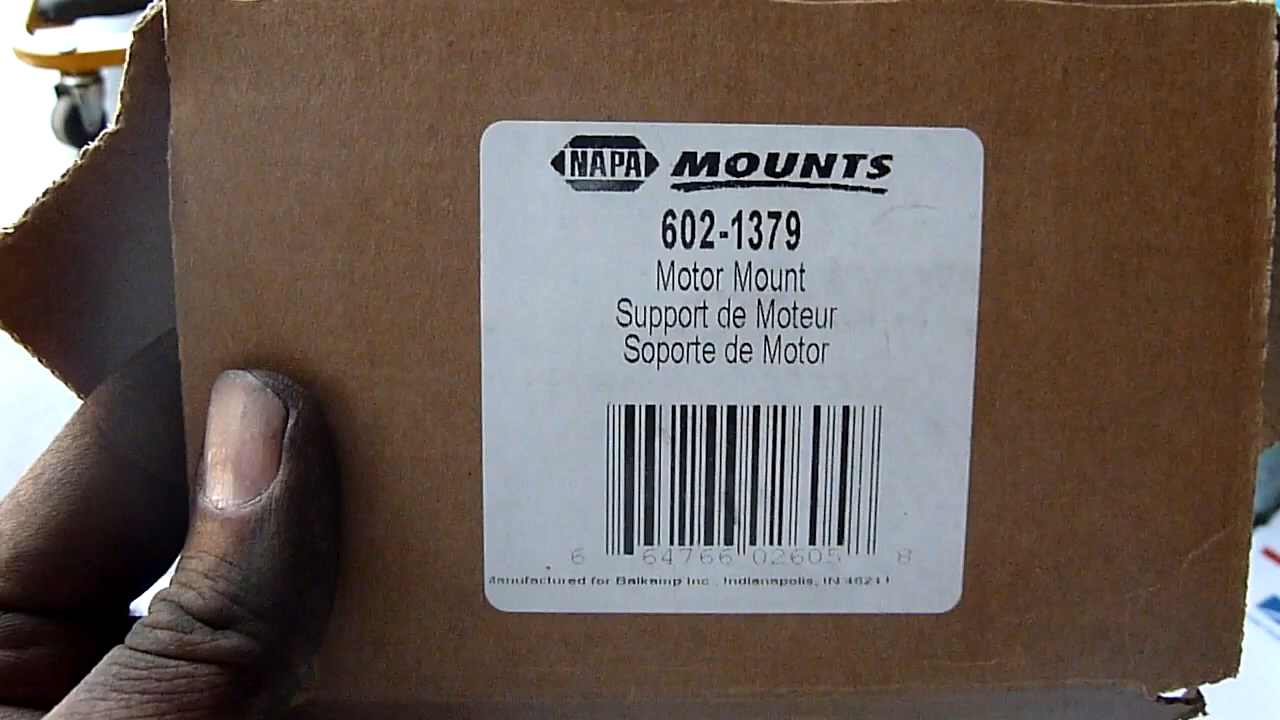 NAPA MOUNTS
602-1379
Motor Mount
Support de Moteur
Soporte de Motor
6 64766 02605 8
Manufactured for Balkamp Inc., Indianapolis, IN 46241